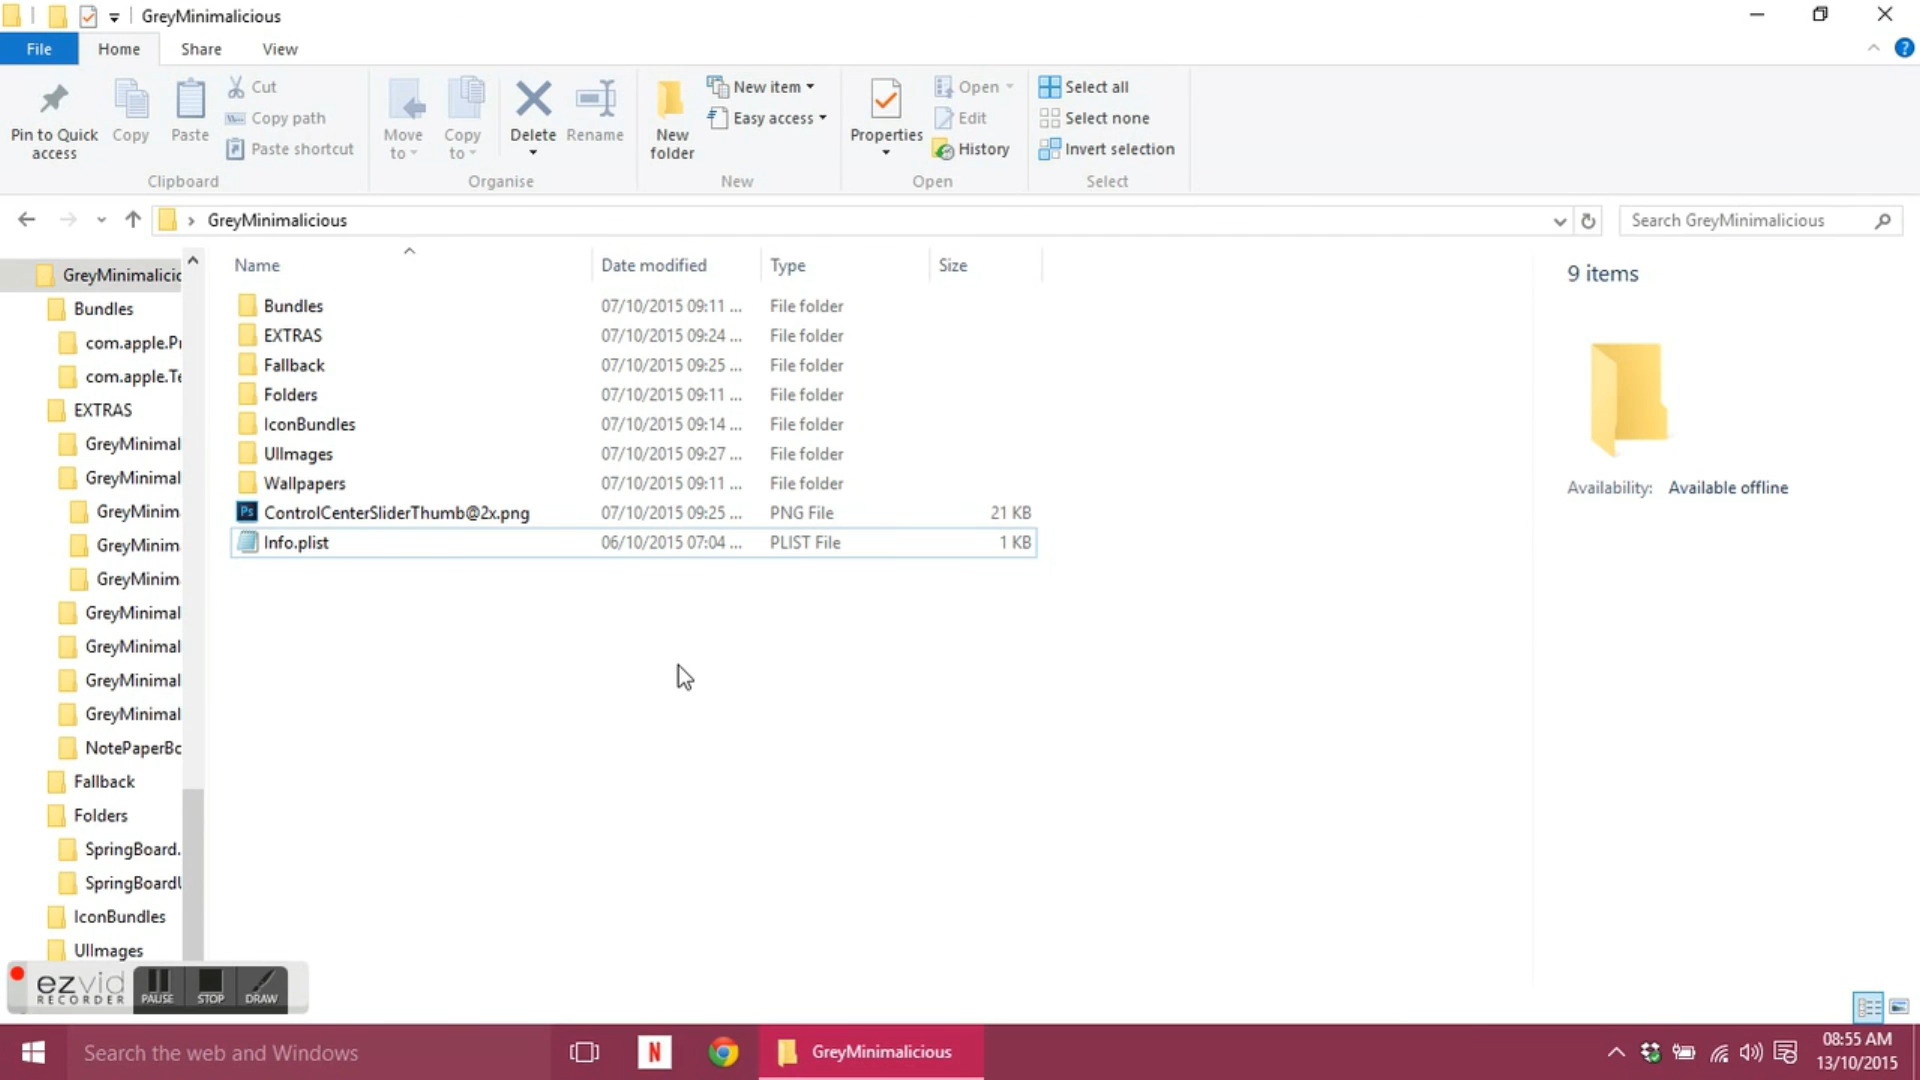 GreyMinimalicious
File Home Share View
Pin to Quick access
Copy
Paste
Cut
Copy path
Paste shortcut
Clipboard
Move to
Copy to
Delete
Rename
Organise
New folder
New item
Easy access
New
Properties
Open
Edit
History
Open
Select all
Select none
Invert selection
Select
GreyMinimalicious
Search GreyMinimalicious
GreyMinimalicio
Bundles
com.apple.Pr
com.apple.Te
EXTRAS
GreyMinimal
GreyMinimal
GreyMinim
GreyMinim
GreyMinim
GreyMinimal
GreyMinimal
GreyMinimal
GreyMinimal
NotePaperBo
Fallback
Folders
SpringBoard.
SpringBoardU
IconBundles
UIImages
Name Date modified Type Size
Bundles 07/10/2015 09:11 ... File folder
EXTRAS 07/10/2015 09:24 ... File folder
Fallback 07/10/2015 09:25 ... File folder
Folders 07/10/2015 09:11 ... File folder
IconBundles 07/10/2015 09:14 ... File folder
UIImages 07/10/2015 09:27 ... File folder
Wallpapers 07/10/2015 09:11 ... File folder
Ps ControlCenterSliderThumb@2x.png 07/10/2015 09:25 ... PNG File 21 KB
Info.plist 06/10/2015 07:04 ... PLIST File 1 KB
9 items
Availability: Available offline
ezvid
RECORDER
PAUSE STOP DRAW
Search the web and Windows
N
GreyMinimalicious
08:55 AM
13/10/2015